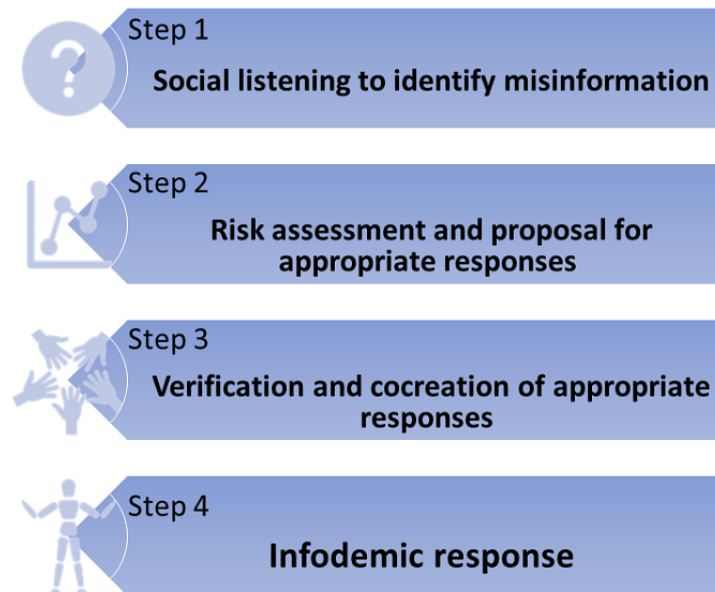 Step 1
Social listening to identify misinformation
Step 2
Risk assessment and proposal for
appropriate responses
Step 3
Verification and cocreation of appropriate
responses
Step 4
Infodemic response